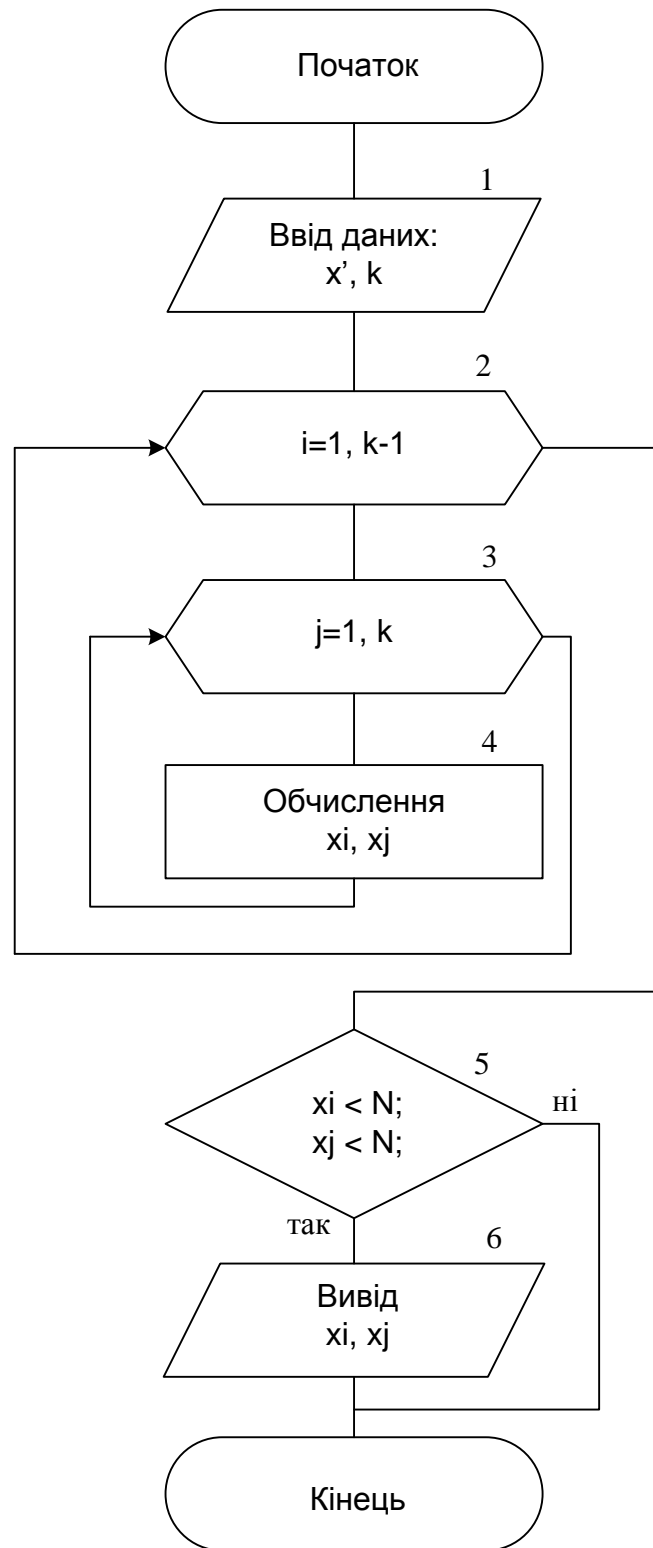 Початок
1
Ввід даних:
x’, k
2
i=1, k-1
3
j=1, k
4
Обчислення
xi, xj
5
xi < N;
xj < N;
ні
так
6
Вивід
xi, xj
Кінець